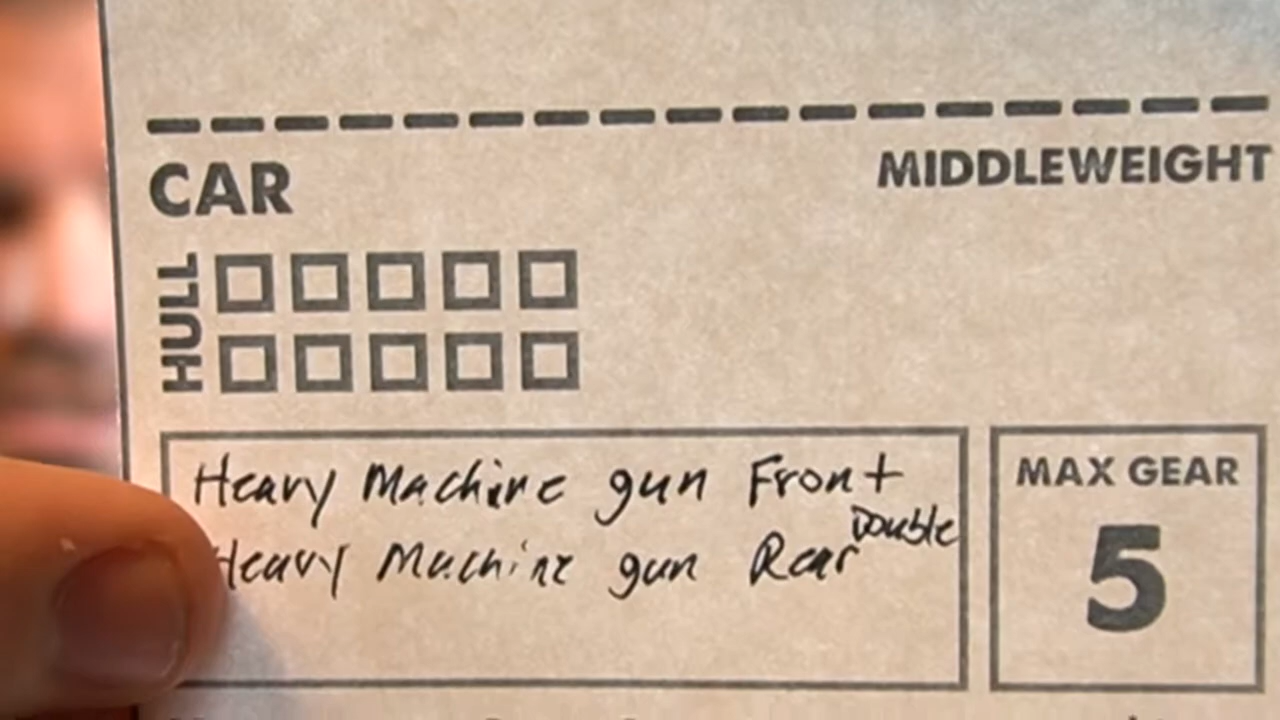 CAR
MIDDLEWEIGHT
HULL
Heavy Machine gun Front
Double
Heavy Machine gun Rear
MAX GEAR
5